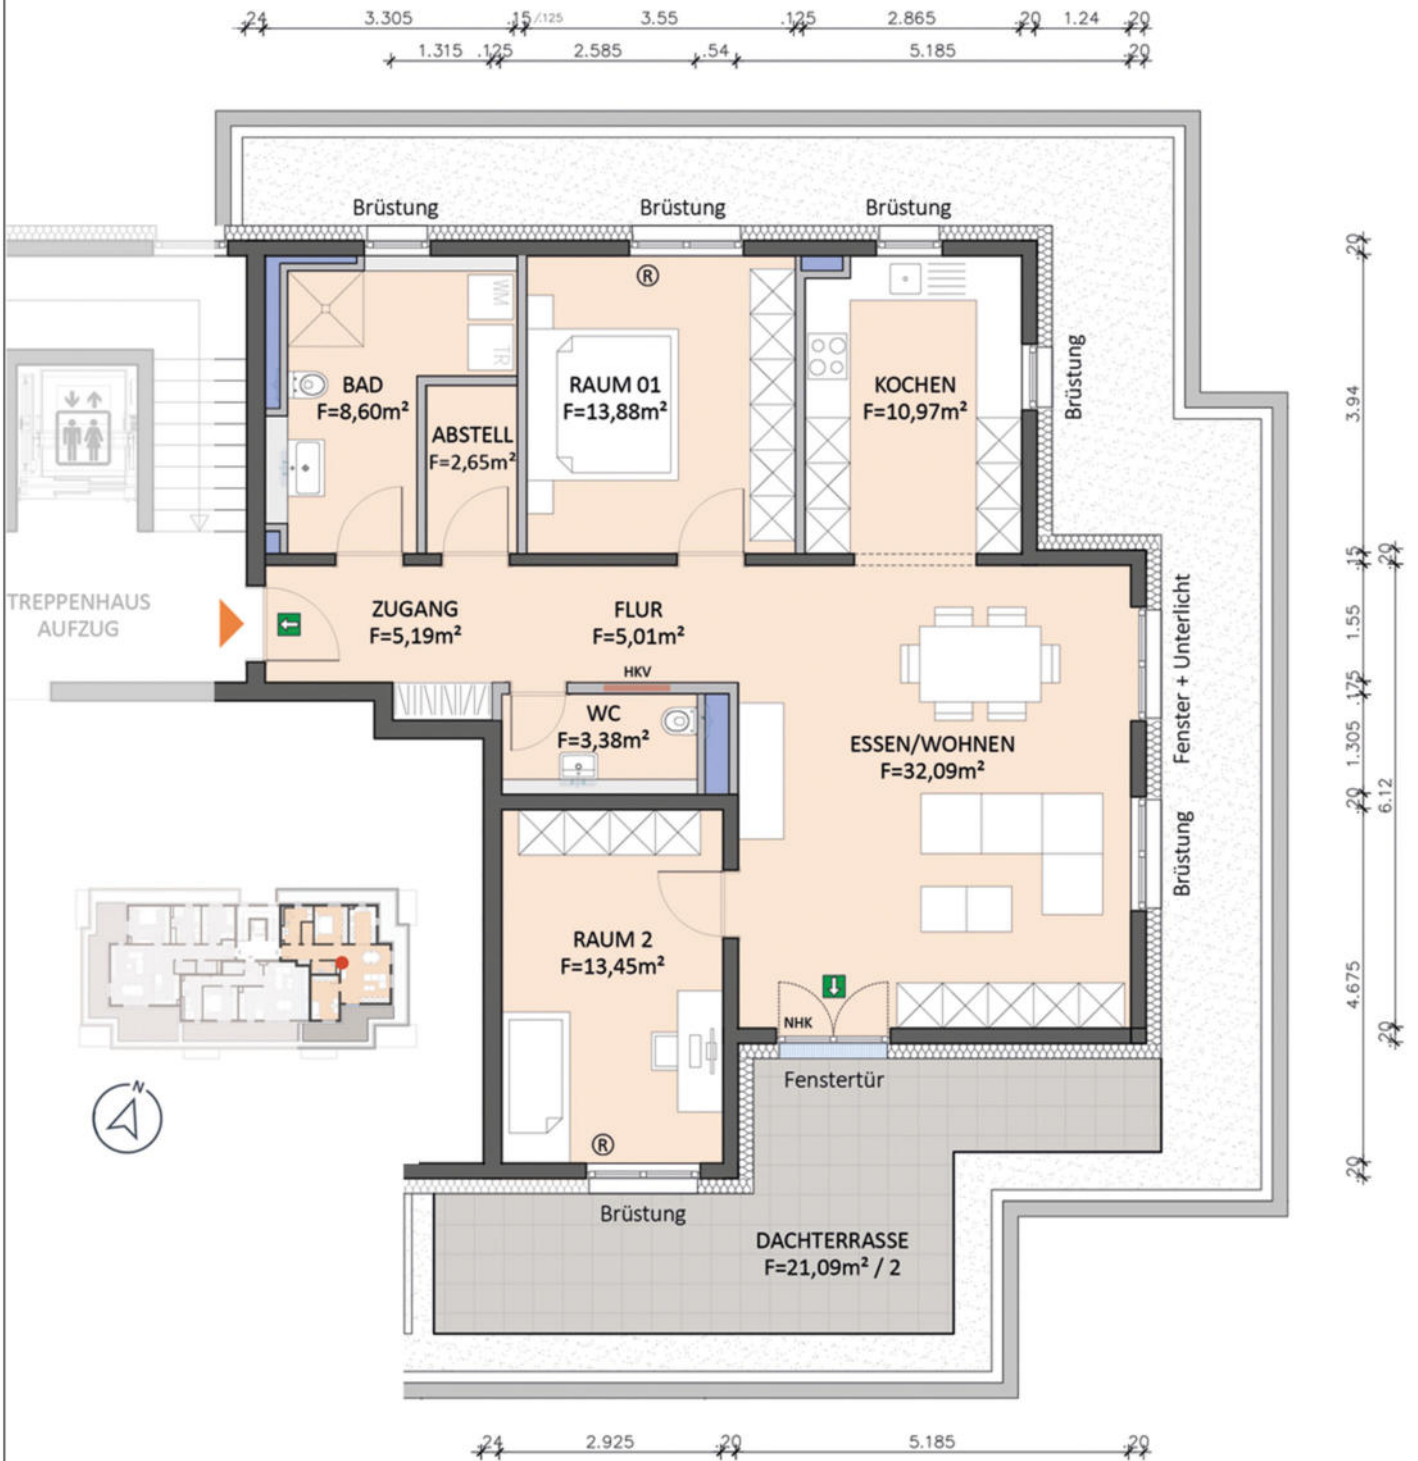 .24 3.305 .15 /.125 3.55 .125 2.865 .20 1.24 .20
1.315 .125 2.585 .54 5.185 .20
Brüstung
Brüstung
Brüstung
R
WM
TR
BAD
F=8,60m²
ABSTELL
F=2,65m²
RAUM 01
F=13,88m²
KOCHEN
F=10,97m²
Brüstung
TREPPENHAUS
AUFZUG
ZUGANG
F=5,19m²
FLUR
F=5,01m²
HKV
WC
F=3,38m²
ESSEN/WOHNEN
F=32,09m²
Fenster + Unterlicht
Brüstung
RAUM 2
F=13,45m²
R
NHK
Fenstertür
Brüstung
DACHTERRASSE
F=21,09m² / 2
N
.20
3.94
.15
1.55
.175
1.305
.20
4.675
.20
.20
6.12
.20
.24 2.925 .20 5.185 .20